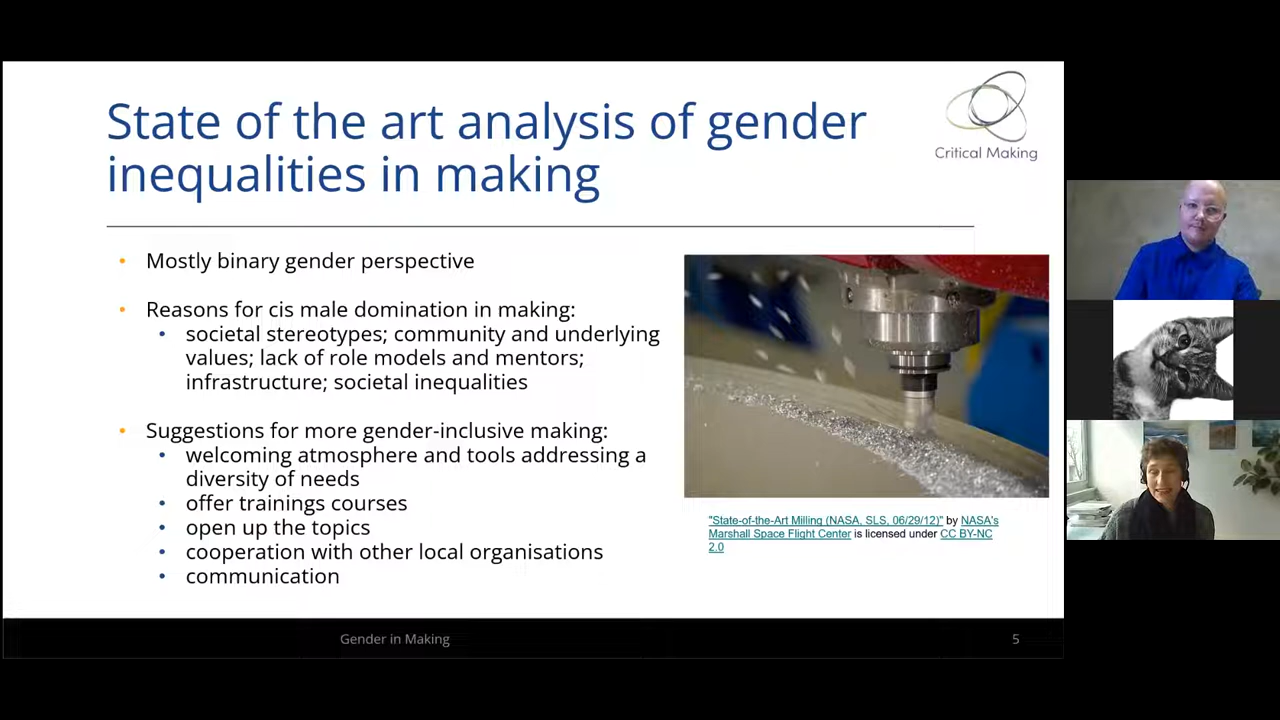 State of the art analysis of gender
inequalities in making
Critical Making
• Mostly binary gender perspective
• Reasons for cis male domination in making:
• societal stereotypes; community and underlying
values; lack of role models and mentors;
infrastructure; societal inequalities
• Suggestions for more gender-inclusive making:
• welcoming atmosphere and tools addressing a
diversity of needs
• offer trainings courses
• open up the topics
• cooperation with other local organisations
• communication
"State-of-the-Art Milling (NASA, SLS, 06/29/12)" by NASA's
Marshall Space Flight Center is licensed under CC BY-NC
2.0
Gender in Making
5